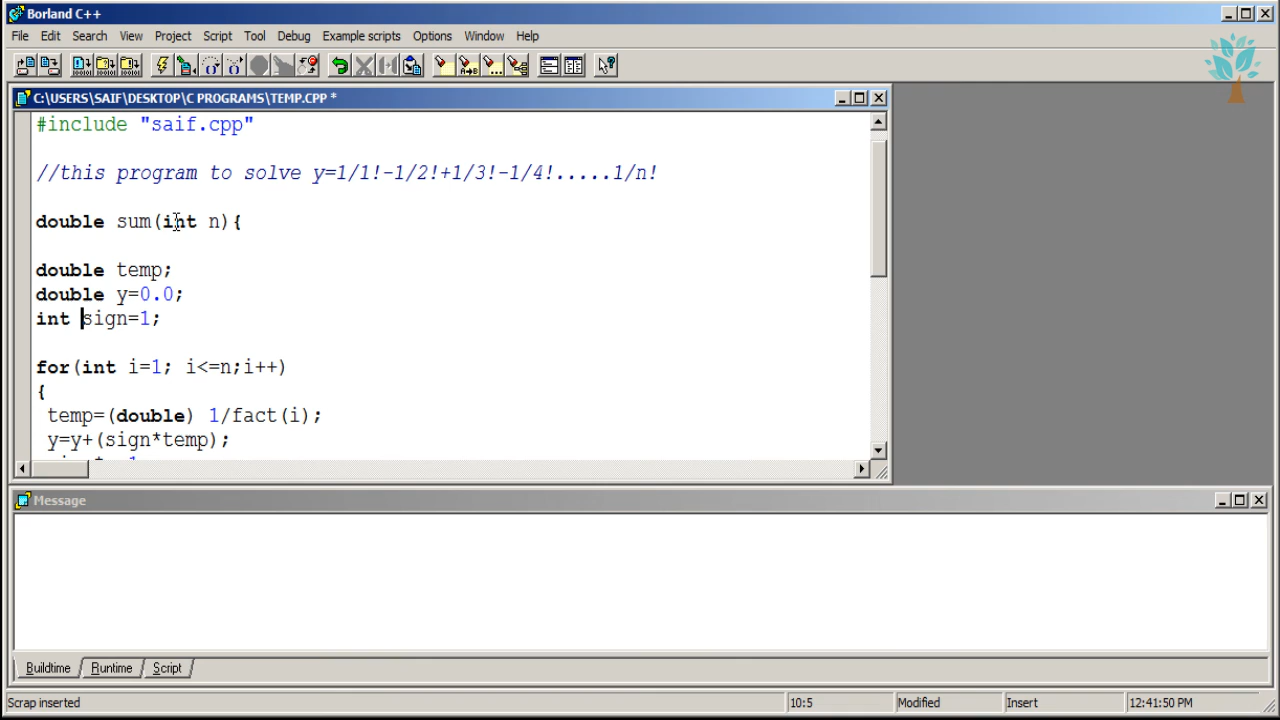 Borland C++
File Edit Search View Project Script Tool Debug Example scripts Options Window Help
C:\USERS\SAIF\DESKTOP\C PROGRAMS\TEMP.CPP *
#include "saif.cpp"
//this program to solve y=1/1!-1/2!+1/3!-1/4!.....1/n!
double sum(int n){
double temp;
double y=0.0;
int sign=1;
for(int i=1; i<=n;i++)
{
temp=(double) 1/fact(i);
y=y+(sign*temp);
Message
Buildtime Runtime Script
Scrap inserted 10:5 Modified Insert 12:41:50 PM